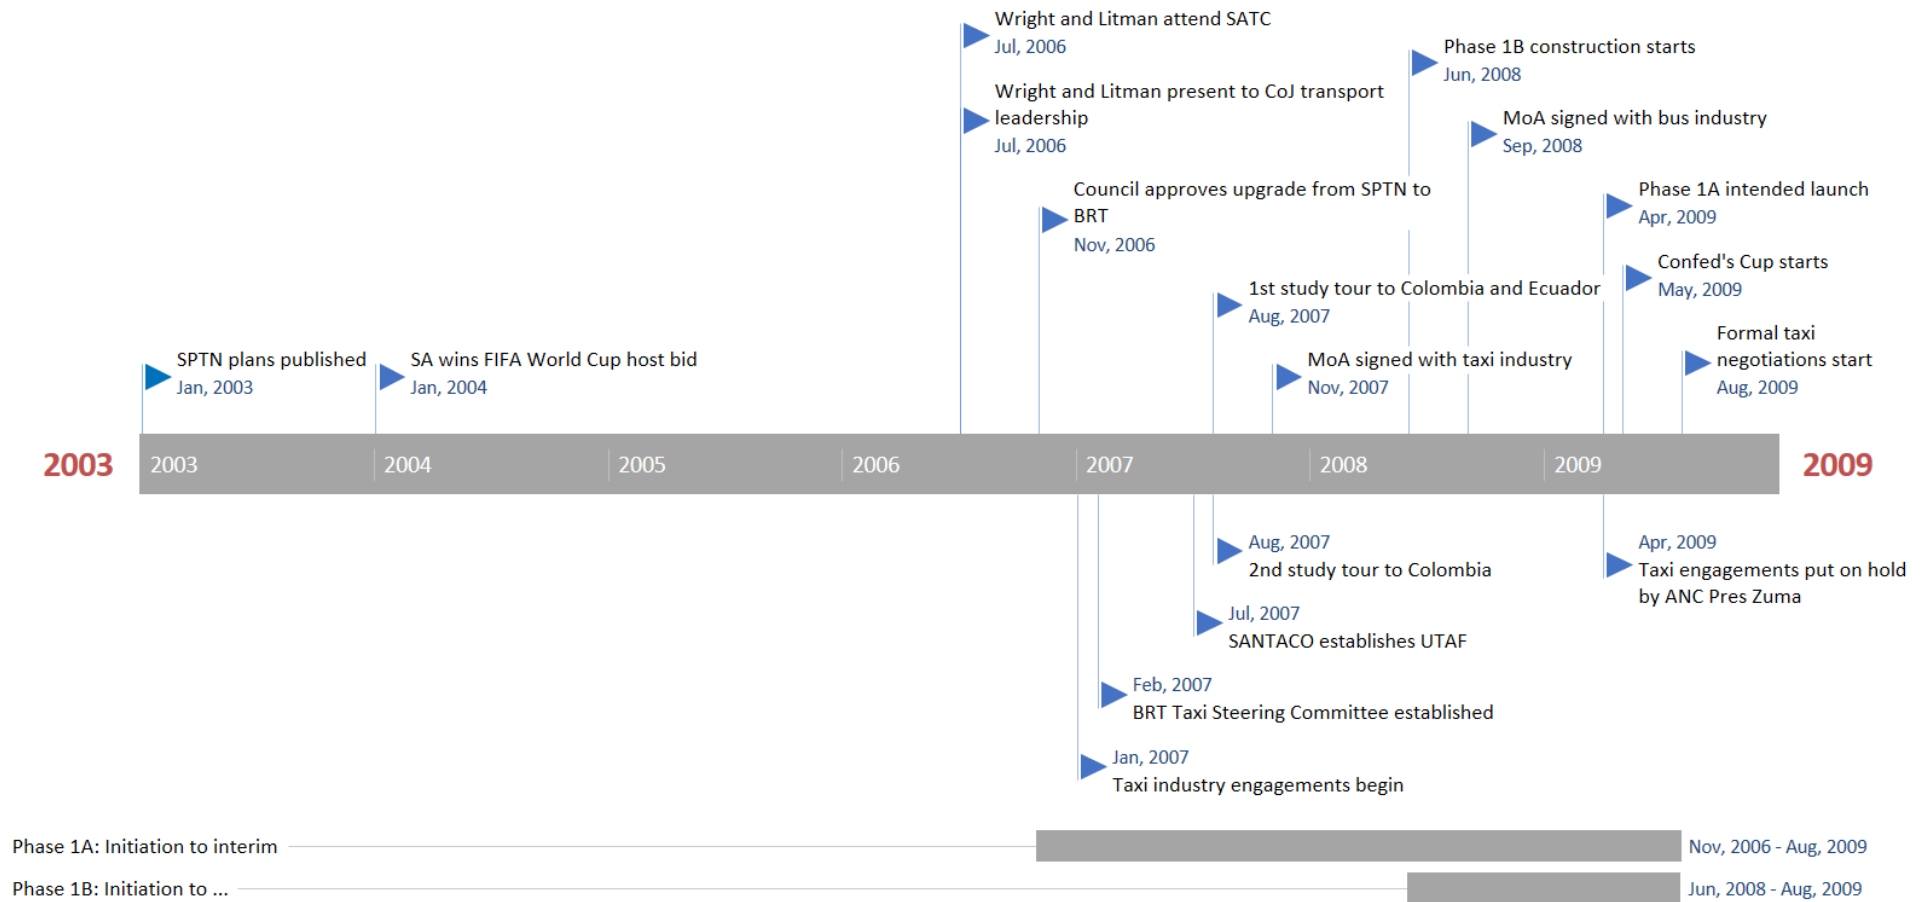 Wright and Litman attend SATC
Jul, 2006
Wright and Litman present to CoJ transport
leadership
Jul, 2006
Council approves upgrade from SPTN to
BRT
Nov, 2006
Phase 1B construction starts
Jun, 2008
MoA signed with bus industry
Sep, 2008
Phase 1A intended launch
Apr, 2009
Confed's Cup starts
May, 2009
1st study tour to Colombia and Ecuador
Aug, 2007
MoA signed with taxi industry
Nov, 2007
Formal taxi
negotiations start
Aug, 2009
SPTN plans published
Jan, 2003
SA wins FIFA World Cup host bid
Jan, 2004
2003
2003
2004
2005
2006
2007
2008
2009
2009
Aug, 2007
2nd study tour to Colombia
Apr, 2009
Taxi engagements put on hold
by ANC Pres Zuma
Jul, 2007
SANTACO establishes UTAF
Feb, 2007
BRT Taxi Steering Committee established
Jan, 2007
Taxi industry engagements begin
Phase 1A: Initiation to interim
Nov, 2006 - Aug, 2009
Phase 1B: Initiation to ...
Jun, 2008 - Aug, 2009